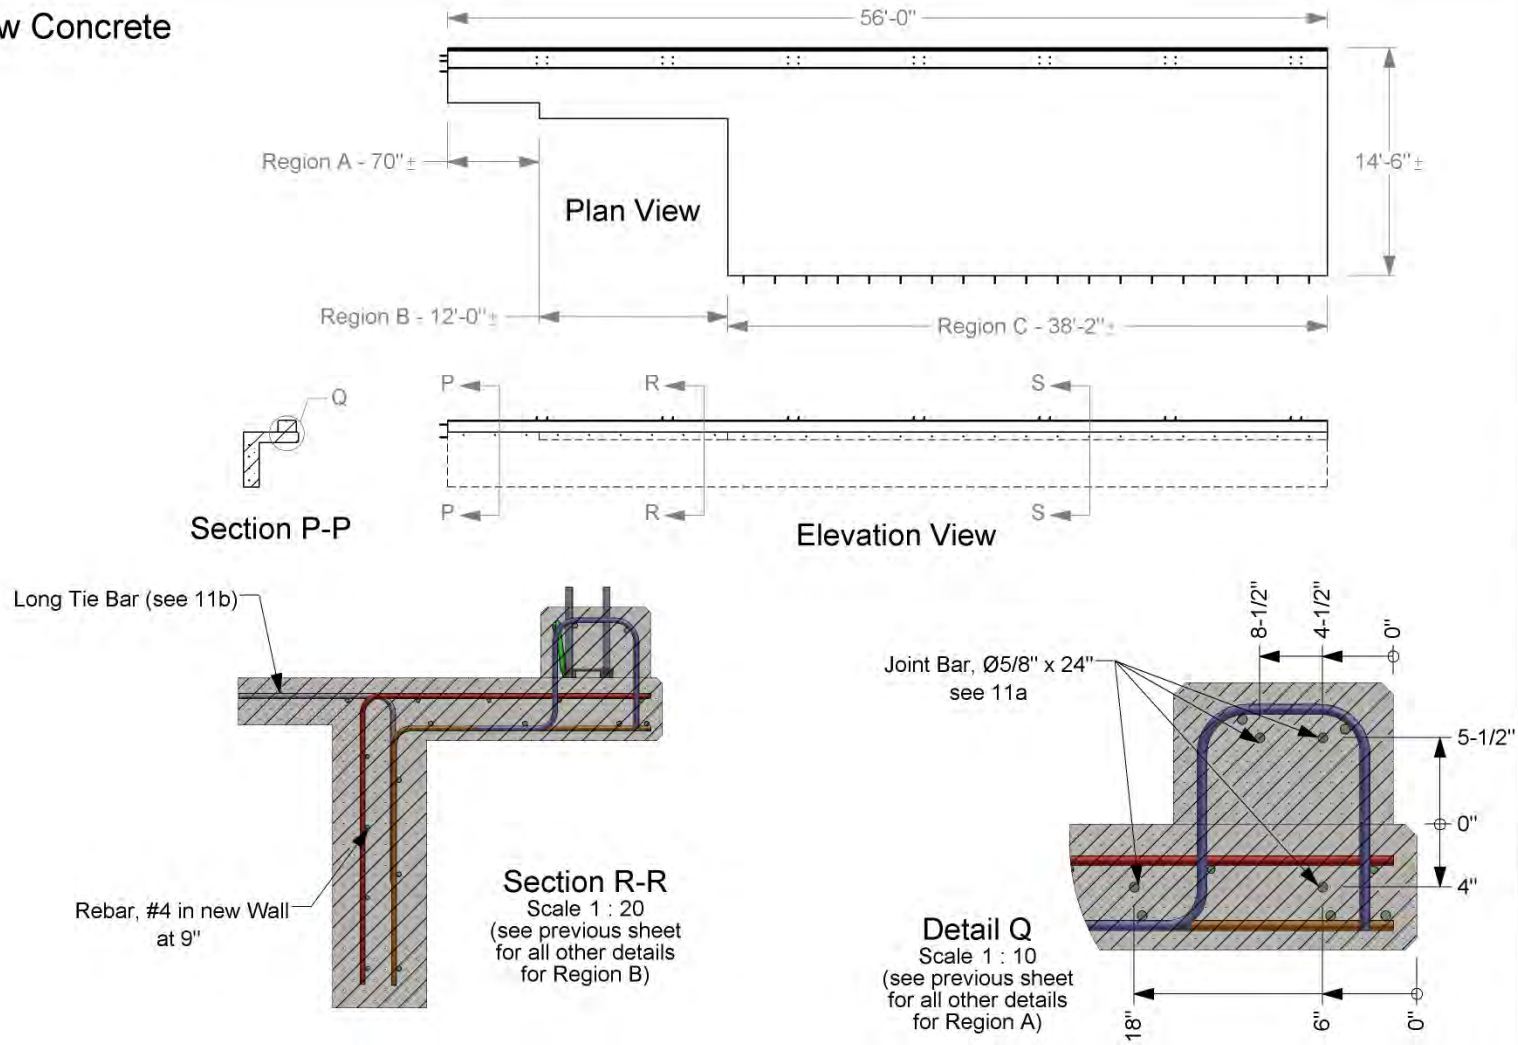 w Concrete
56'-0"
Region A - 70"±
14'-6"±
Plan View
Region B - 12'-0"±
Region C - 38'-2"±
P
R
S
Q
P
R
S
Section P-P
Elevation View
Long Tie Bar (see 11b)
Rebar, #4 in new Wall
at 9"
Section R-R
Scale 1 : 20
(see previous sheet
for all other details
for Region B)
8-1/2"
4-1/2"
0"
Joint Bar, Ø5/8" x 24"
see 11a
5-1/2"
0"
4"
Detail Q
Scale 1 : 10
(see previous sheet
for all other details
for Region A)
18"
6"
0"